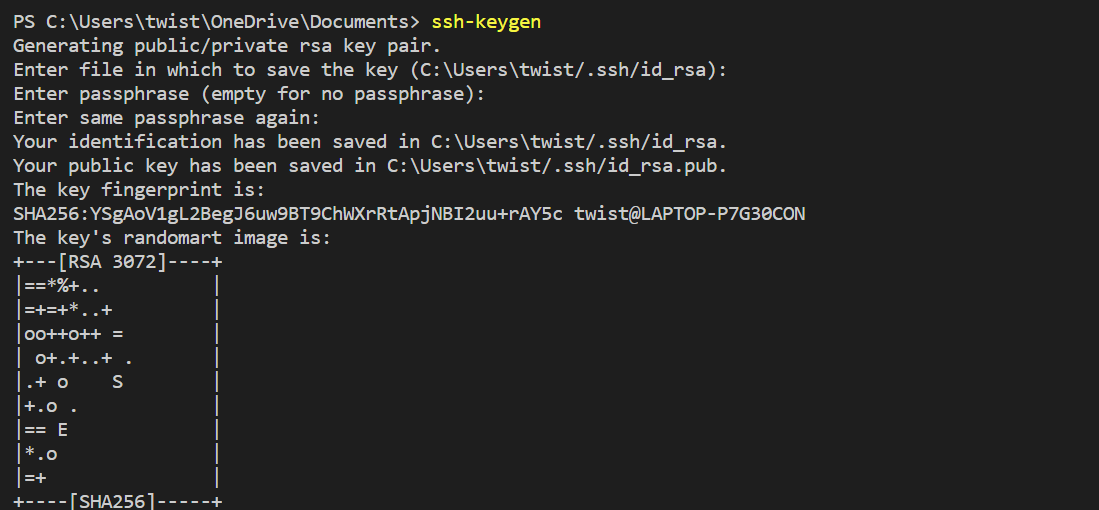 PS C:\Users\twist\OneDrive\Documents> ssh-keygen
Generating public/private rsa key pair.
Enter file in which to save the key (C:\Users\twist/.ssh/id_rsa):
Enter passphrase (empty for no passphrase):
Enter same passphrase again:
Your identification has been saved in C:\Users\twist/.ssh/id_rsa.
Your public key has been saved in C:\Users\twist/.ssh/id_rsa.pub.
The key fingerprint is:
SHA256:YSgAoV1gL2BegJ6uw9BT9ChWXrRtApjNBI2uu+rAY5c twist@LAPTOP-P7G30CON
The key's randomart image is:
+---[RSA 3072]----+
|==*%+..          |
|=+=+*..+         |
|oo++o++ =        |
| o+.+..+ .       |
|.+ o    S        |
|+.o .            |
|== E             |
|*.o              |
|=+               |
+----[SHA256]-----+